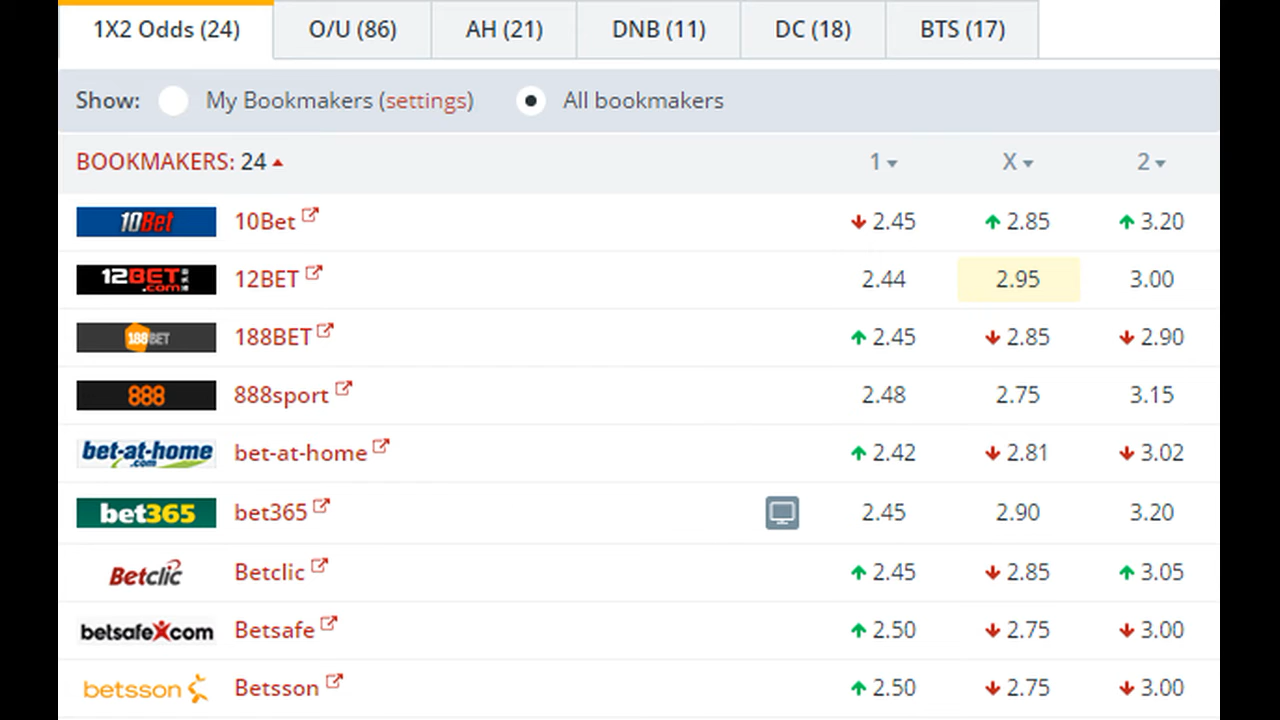 1X2 Odds (24) O/U (86) AH (21) DNB (11) DC (18) BTS (17)
Show: My Bookmakers (settings) All bookmakers
BOOKMAKERS: 24 1 X 2
10Bet 10Bet 2.45 2.85 3.20
12BET.com 12BET 2.44 2.95 3.00
188BET 188BET 2.45 2.85 2.90
888 888sport 2.48 2.75 3.15
bet-at-home.com bet-at-home 2.42 2.81 3.02
bet365 bet365 2.45 2.90 3.20
Betclic Betclic 2.45 2.85 3.05
betsafe.com Betsafe 2.50 2.75 3.00
betsson Betsson 2.50 2.75 3.00